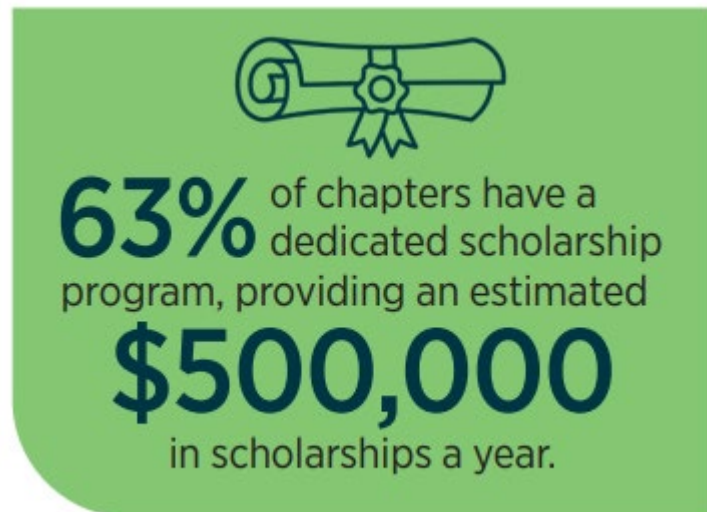 63% of chapters have a
dedicated scholarship
program, providing an estimated
$500,000
in scholarships a year.